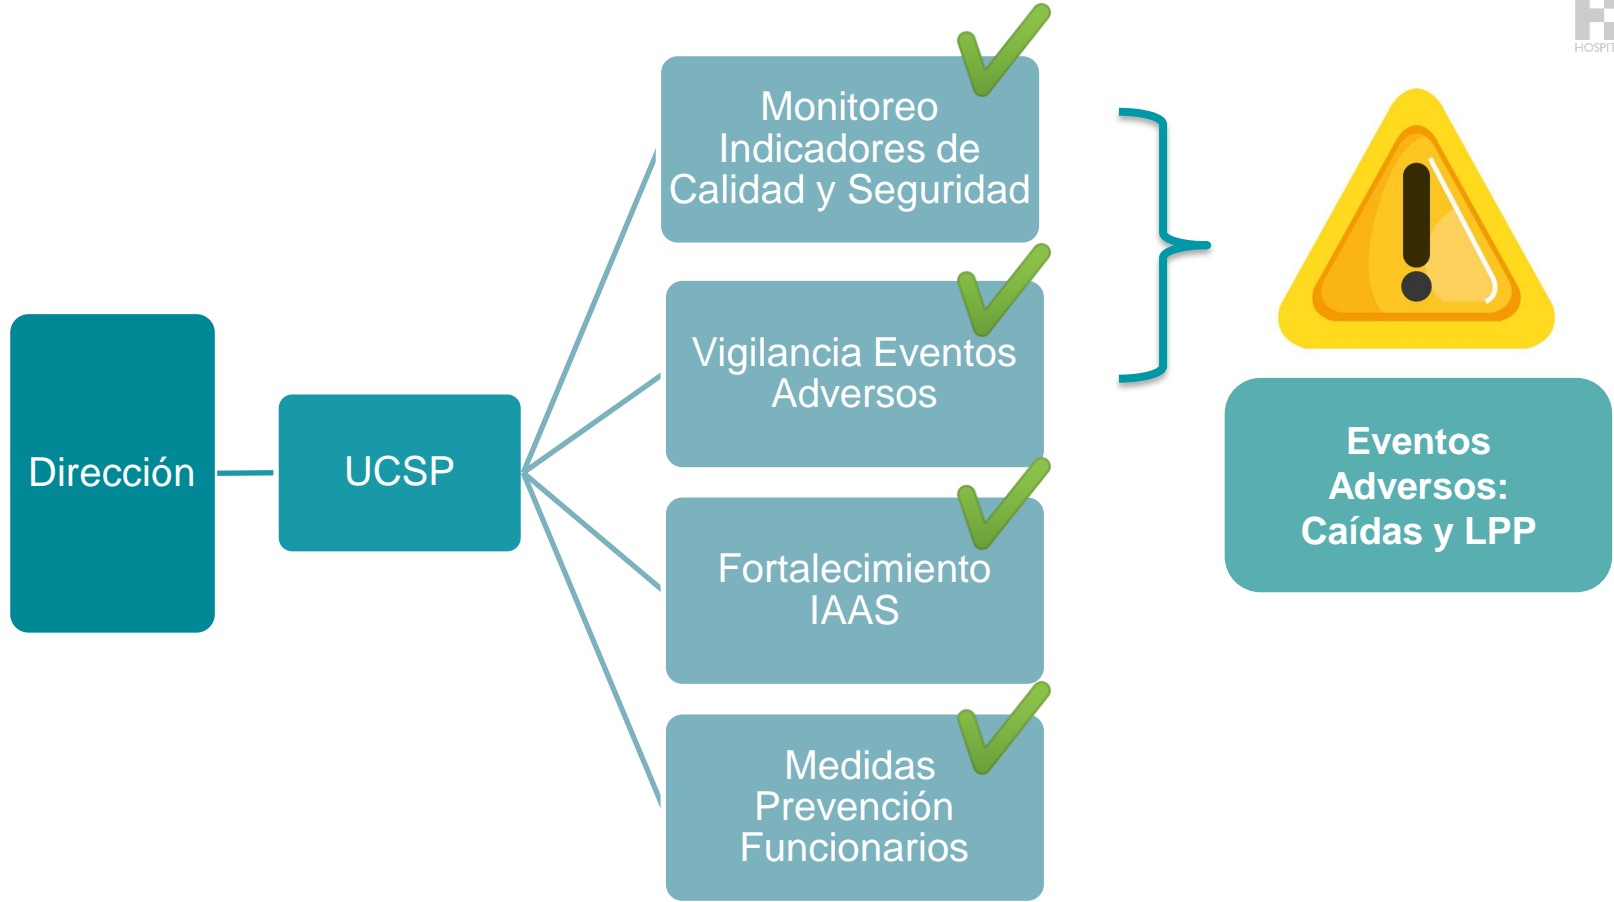 HOSPIT
Monitoreo
Indicadores de
Calidad y Seguridad
Vigilancia Eventos
Adversos
Dirección
UCSP
Fortalecimiento
IAAS
Medidas
Prevención
Funcionarios
Eventos
Adversos:
Caídas y LPP